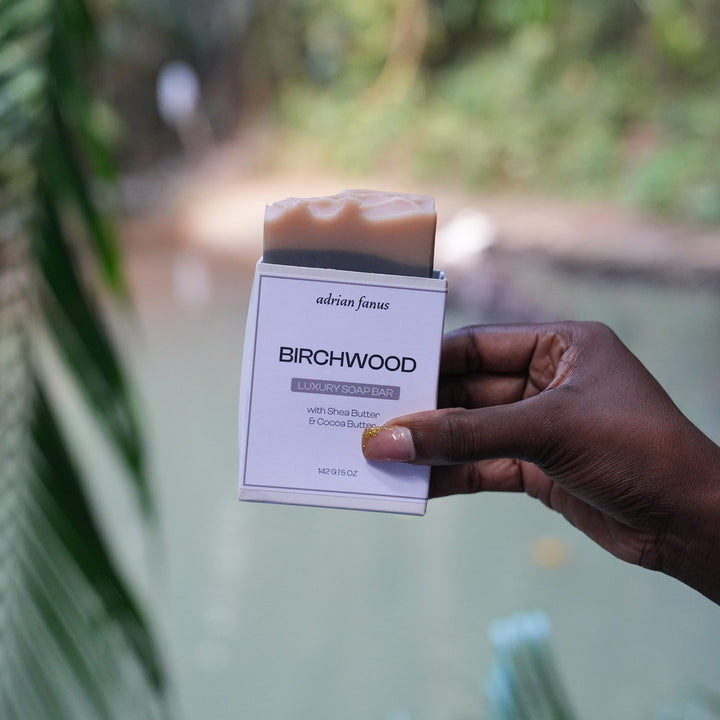 adrian fanus
BIRCHWOOD
LUXURY SOAP BAR
with Shea Butter
& Cocoa Butter
142 G | 5 OZ